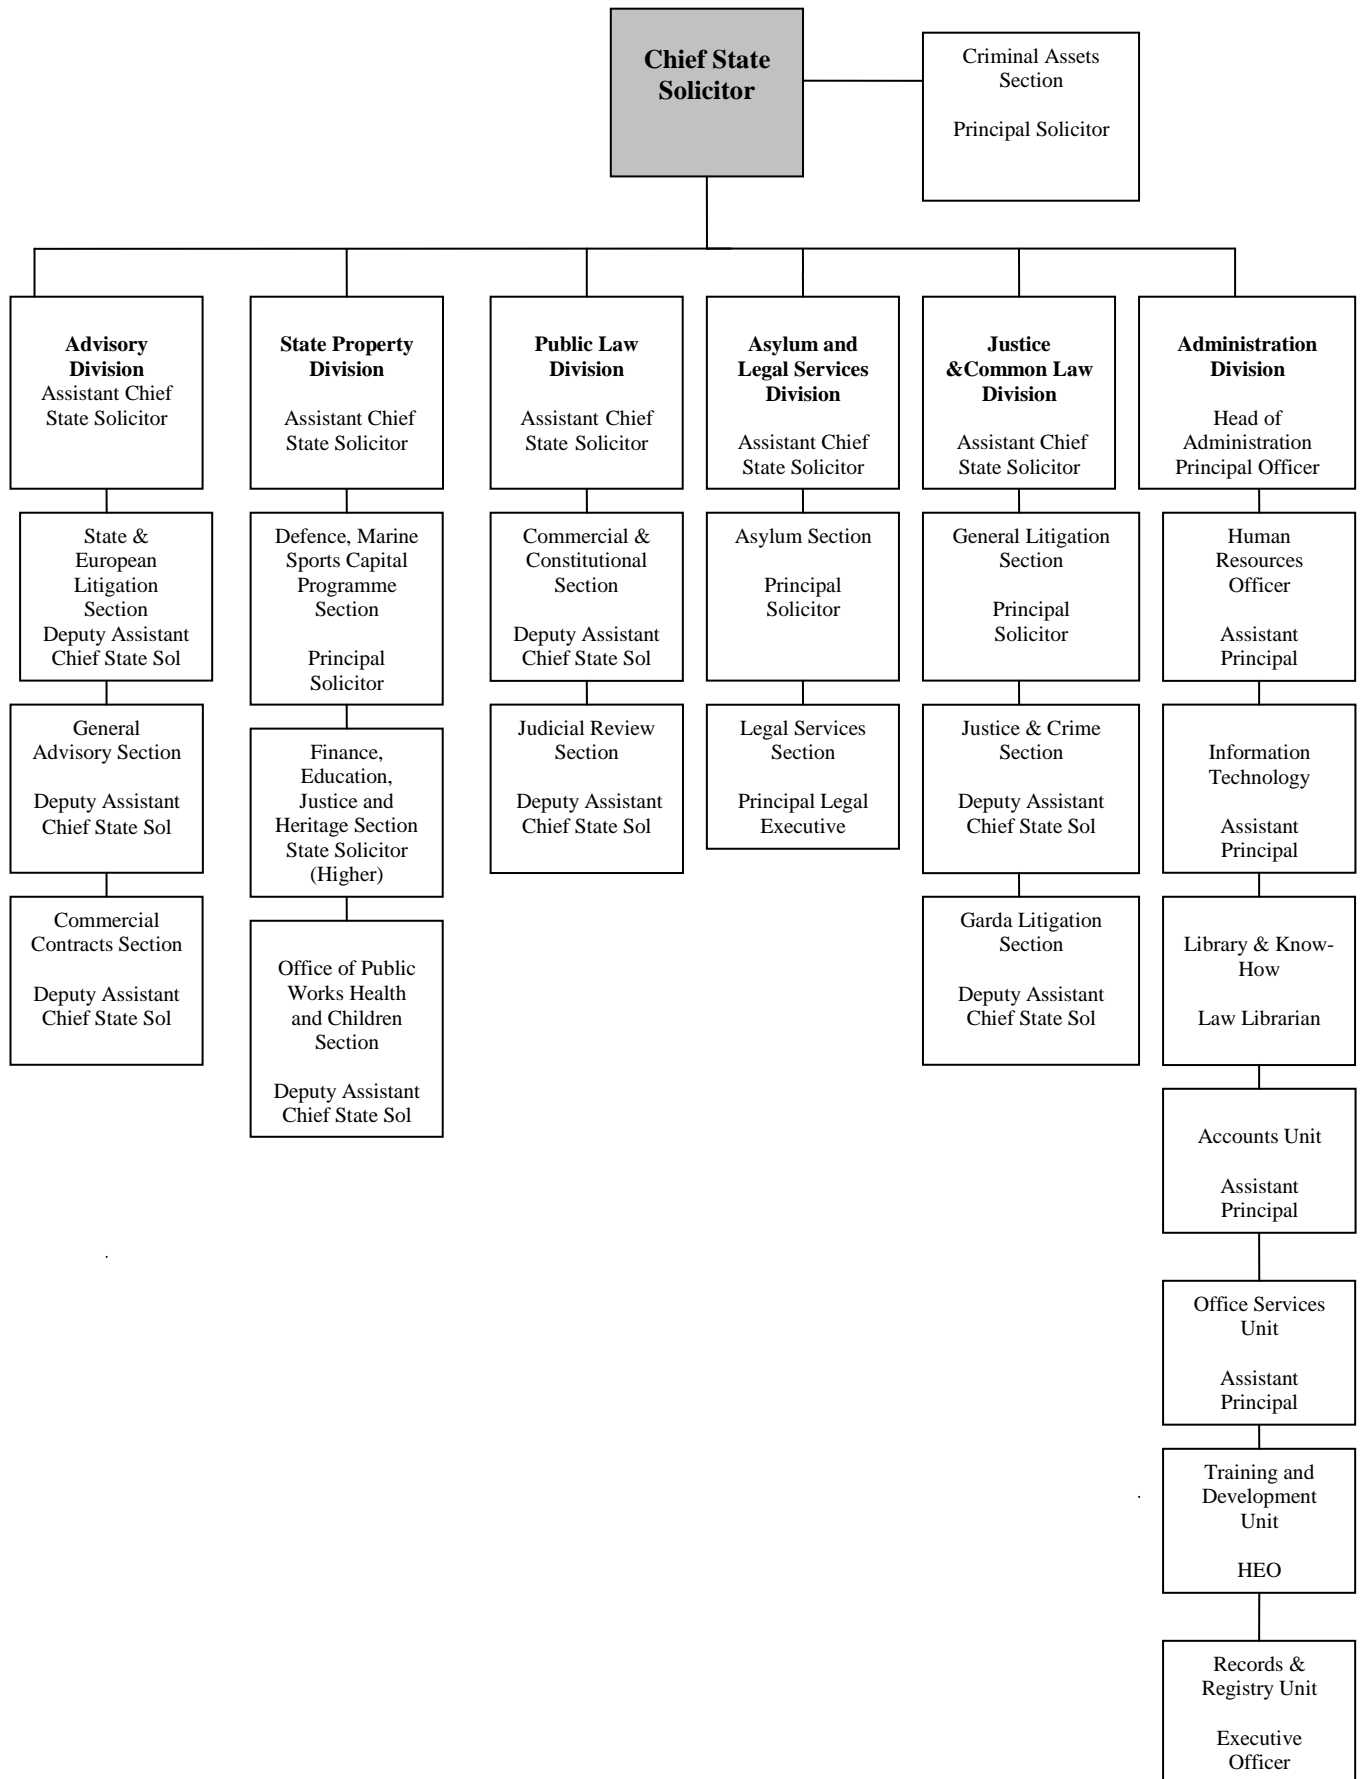 Chief State
Solicitor
Criminal Assets
Section
Principal Solicitor
Advisory
Division
Assistant Chief
State Solicitor
State Property
Division
Assistant Chief
State Solicitor
Public Law
Division
Assistant Chief
State Solicitor
Asylum and
Legal Services
Division
Assistant Chief
State Solicitor
Justice
&Common Law
Division
Assistant Chief
State Solicitor
Administration
Division
Head of
Administration
Principal Officer
State &
European
Litigation
Section
Deputy Assistant
Chief State Sol
Defence, Marine
Sports Capital
Programme
Section
Principal
Solicitor
Commercial &
Constitutional
Section
Deputy Assistant
Chief State Sol
Asylum Section
Principal
Solicitor
General Litigation
Section
Principal
Solicitor
Human
Resources
Officer
Assistant
Principal
General
Advisory Section
Deputy Assistant
Chief State Sol
Finance,
Education,
Justice and
Heritage Section
State Solicitor
(Higher)
Judicial Review
Section
Deputy Assistant
Chief State Sol
Legal Services
Section
Principal Legal
Executive
Justice & Crime
Section
Deputy Assistant
Chief State Sol
Information
Technology
Assistant
Principal
Commercial
Contracts Section
Deputy Assistant
Chief State Sol
Office of Public
Works Health
and Children
Section
Deputy Assistant
Chief State Sol
Garda Litigation
Section
Deputy Assistant
Chief State Sol
Library & Know-
How
Law Librarian
Accounts Unit
Assistant
Principal
Office Services
Unit
Assistant
Principal
Training and
Development
Unit
HEO
Records &
Registry Unit
Executive
Officer